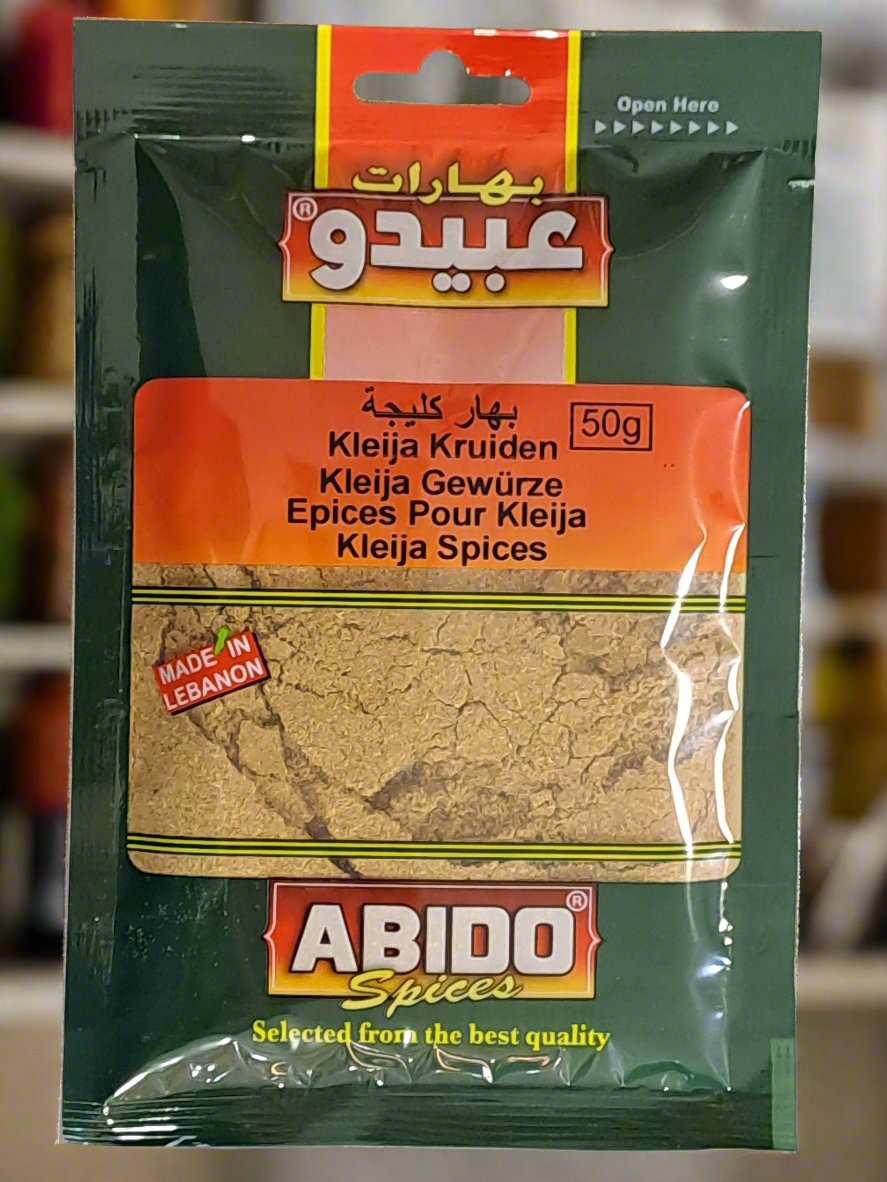 Open Here
بهارات
عبيدو®
بهار كليجة
50g
Kleija Kruiden
Kleija Gewürze
Epices Pour Kleija
Kleija Spices
MADE IN
LEBANON
ABIDO®
Spices
Selected from the best quality